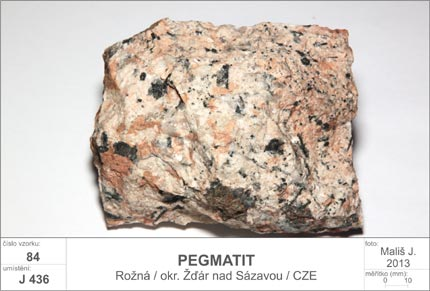 číslo vzorku:
84
umístění:
J 436
PEGMATIT
Rožná / okr. Žďár nad Sázavou / CZE
foto:
Mališ J.
2013
měřítko (mm):
0 10